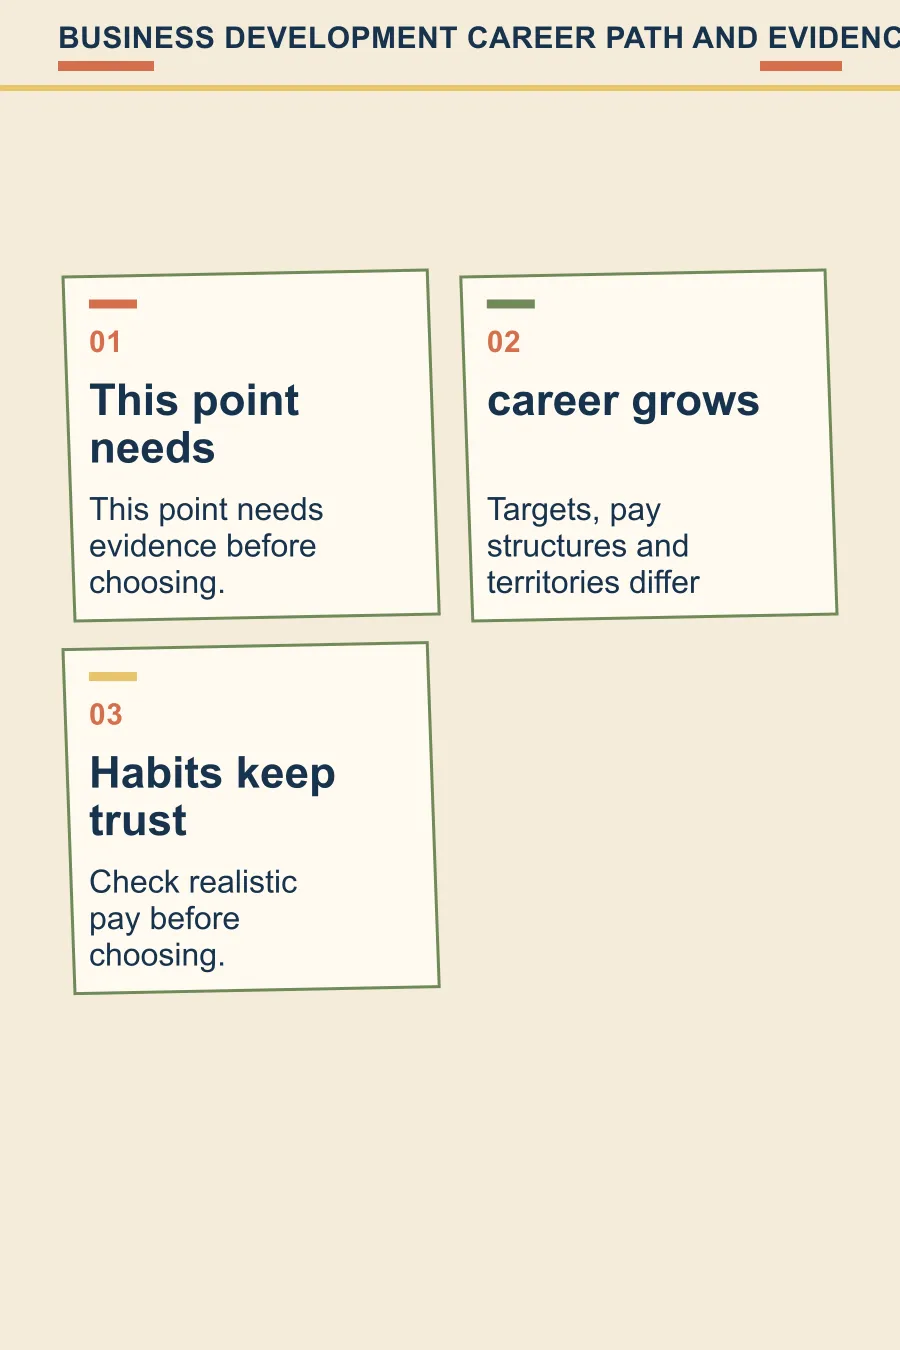 BUSINESS DEVELOPMENT CAREER PATH AND EVIDENC
01
This point
needs
This point needs
evidence before
choosing.
02
career grows
Targets, pay
structures and
territories differ
03
Habits keep
trust
Check realistic
pay before
choosing.